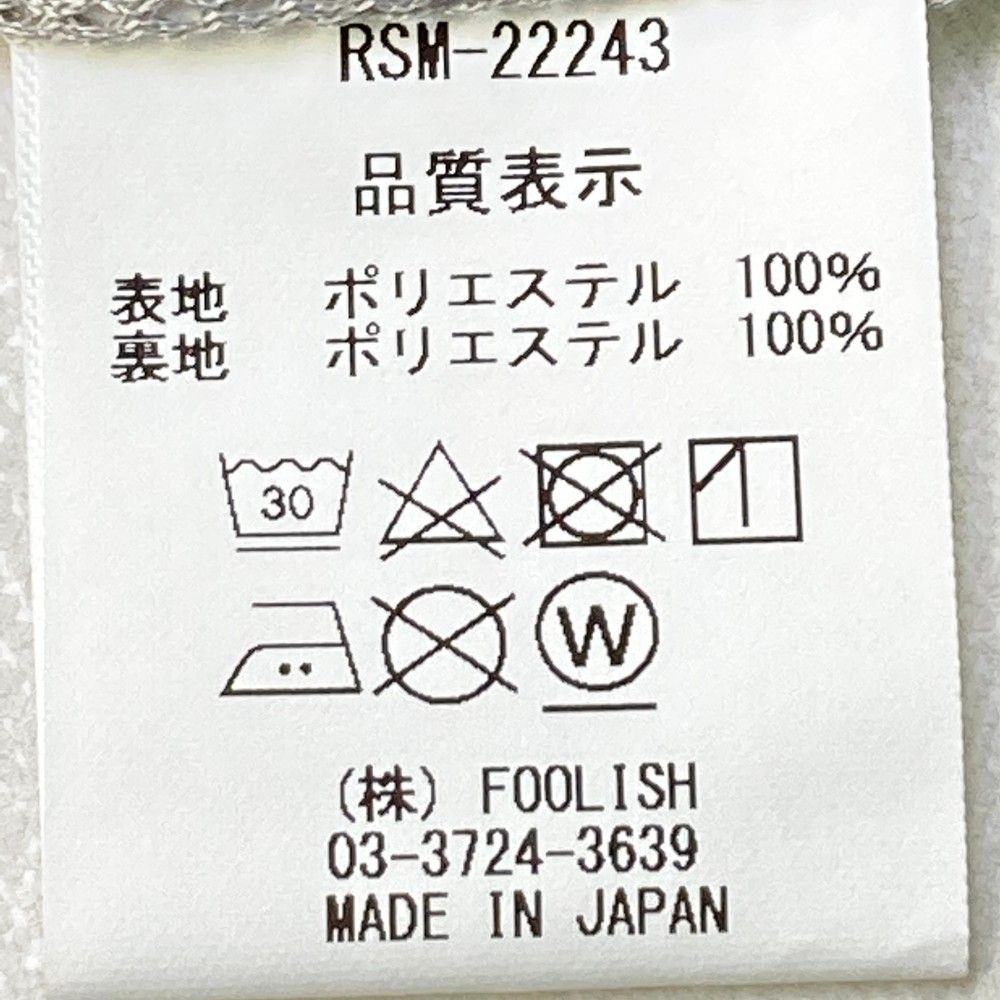 RSM-22243
品質表示
表地 ポリエステル 100%
裏地 ポリエステル 100%
30
W
(株) FOOLISH
03-3724-3639
MADE IN JAPAN